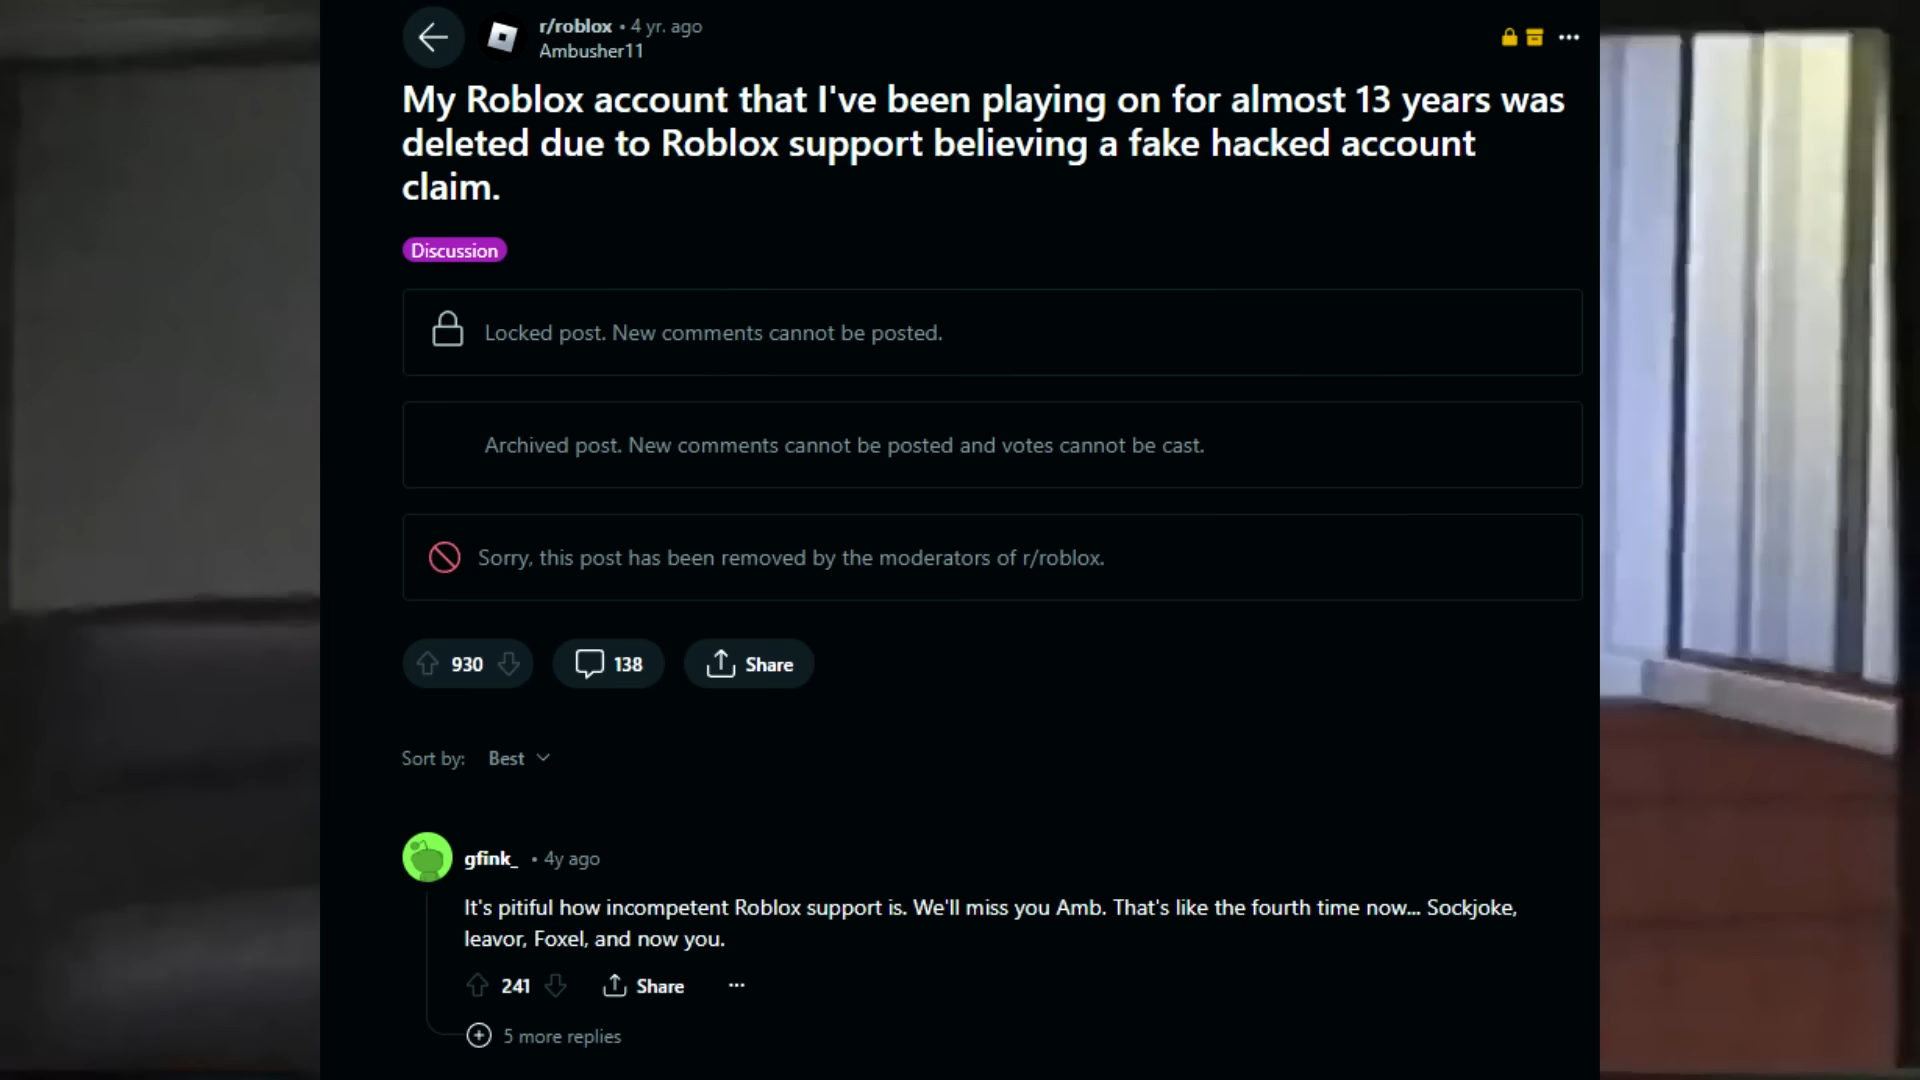 r/roblox • 4 yr. ago
Ambusher11
My Roblox account that I've been playing on for almost 13 years was
deleted due to Roblox support believing a fake hacked account
claim.
Discussion
Locked post. New comments cannot be posted.
Archived post. New comments cannot be posted and votes cannot be cast.
Sorry, this post has been removed by the moderators of r/roblox.
930 138 Share
Sort by: Best
gfink_ • 4y ago
It's pitiful how incompetent Roblox support is. We'll miss you Amb. That's like the fourth time now... Sockjoke,
leavor, Foxel, and now you.
241 Share
5 more replies